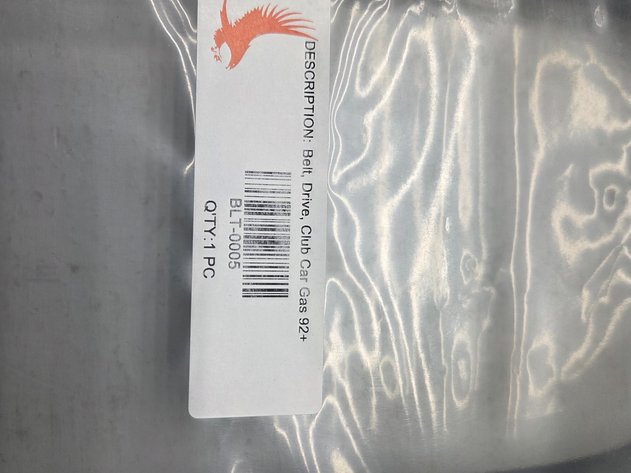 DESCRIPTION: Belt, Drive, Club Car Gas 92+
BLT-0005
Q'TY:1 PC